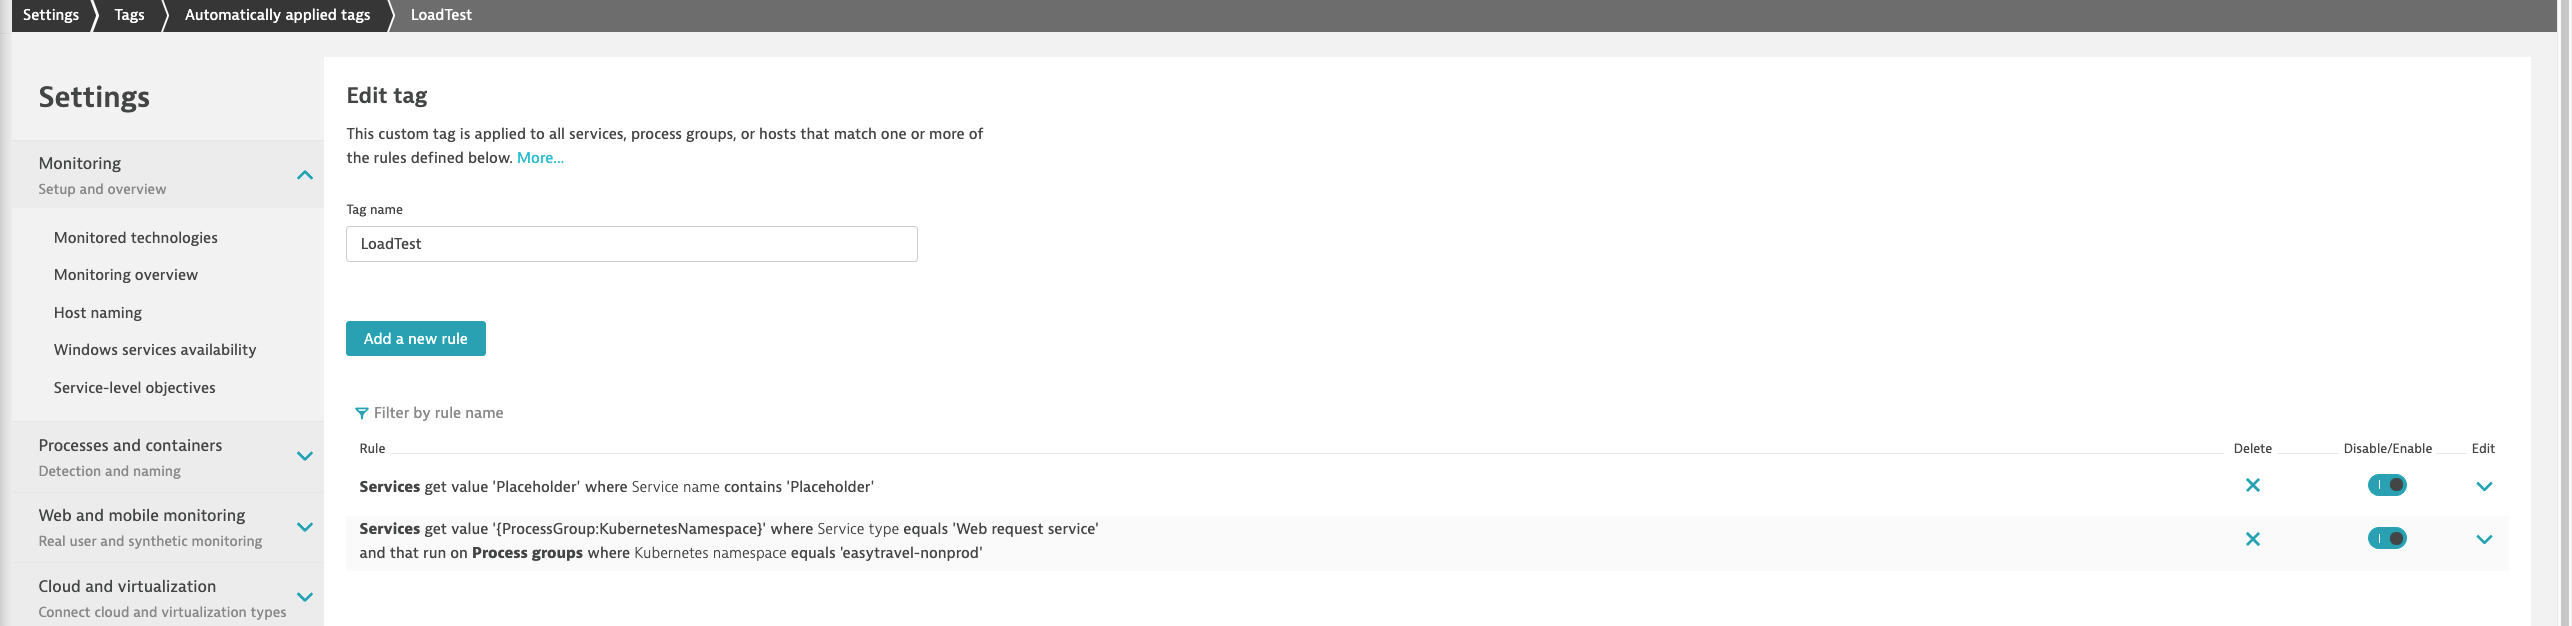 Settings
Tags
Automatically applied tags
LoadTest
Settings
Monitoring
Setup and overview
Monitored technologies
Monitoring overview
Host naming
Windows services availability
Service-level objectives
Processes and containers
Detection and naming
Web and mobile monitoring
Real user and synthetic monitoring
Cloud and virtualization
Connect cloud and virtualization types
Edit tag
This custom tag is applied to all services, process groups, or hosts that match one or more of
the rules defined below. More...
Tag name
LoadTest
Add a new rule
Filter by rule name
Rule Delete Disable/Enable Edit
Services get value 'Placeholder' where Service name contains 'Placeholder'
Services get value '{ProcessGroup:KubernetesNamespace}' where Service type equals 'Web request service'
and that run on Process groups where Kubernetes namespace equals 'easytravel-nonprod'